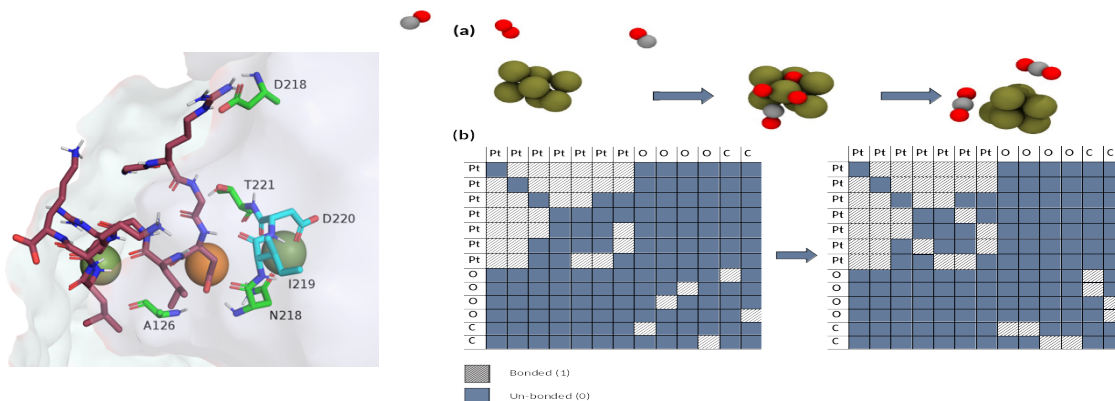 D218
T221
D220
I219
N218
A126
(a)
(b)
Pt Pt Pt Pt Pt Pt Pt O O O O C C
Pt
Pt
Pt
Pt
Pt
Pt
Pt
O
O
O
O
C
C
Pt Pt Pt Pt Pt Pt Pt O O O O C C
Pt
Pt
Pt
Pt
Pt
Pt
Pt
O
O
O
O
C
C
Bonded (1)
Un-bonded (0)